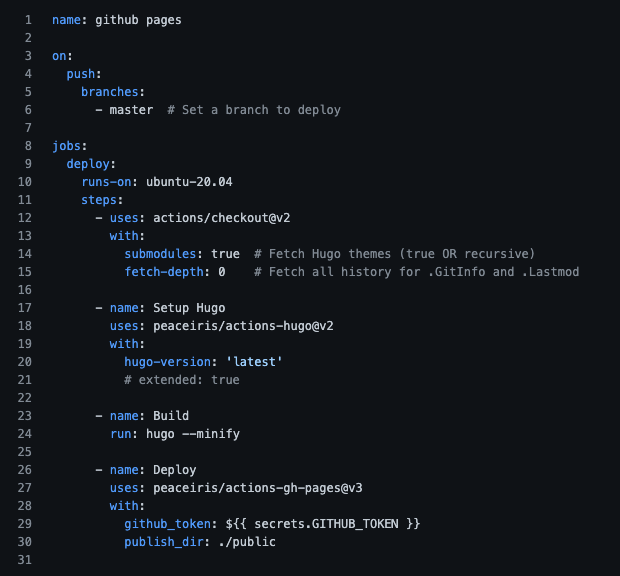 1 name: github pages
2
3 on:
4   push:
5     branches:
6       - master  # Set a branch to deploy
7
8 jobs:
9   deploy:
10     runs-on: ubuntu-20.04
11     steps:
12       - uses: actions/checkout@v2
13         with:
14           submodules: true  # Fetch Hugo themes (true OR recursive)
15           fetch-depth: 0    # Fetch all history for .GitInfo and .Lastmod
16
17       - name: Setup Hugo
18         uses: peaceiris/actions-hugo@v2
19         with:
20           hugo-version: 'latest'
21           # extended: true
22
23       - name: Build
24         run: hugo --minify
25
26       - name: Deploy
27         uses: peaceiris/actions-gh-pages@v3
28         with:
29           github_token: ${{ secrets.GITHUB_TOKEN }}
30           publish_dir: ./public
31